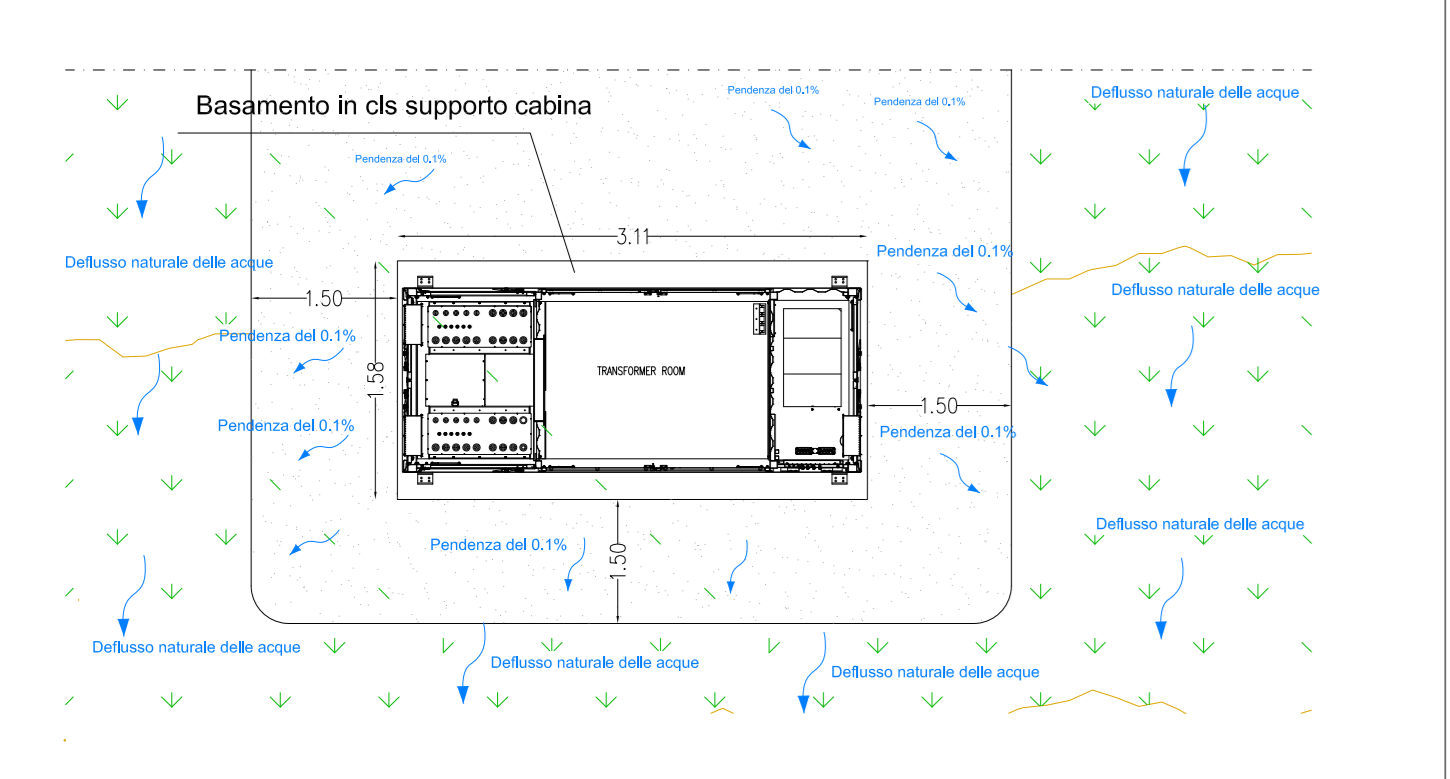 Pendenza del 0.1%
Deflusso naturale delle acque
Pendenza del 0.1%
Basamento in cls supporto cabina
Pendenza del 0.1%
3.11
Pendenza del 0.1%
Deflusso naturale delle acque
Deflusso naturale delle acque
1.50
Pendenza del 0.1%
1.58
TRANSFORMER ROOM
1.50
Pendenza del 0.1%
Pendenza del 0.1%
Deflusso naturale delle acque
Pendenza del 0.1%
1.50
Deflusso naturale delle acque
Deflusso naturale delle acque
Deflusso naturale delle acque